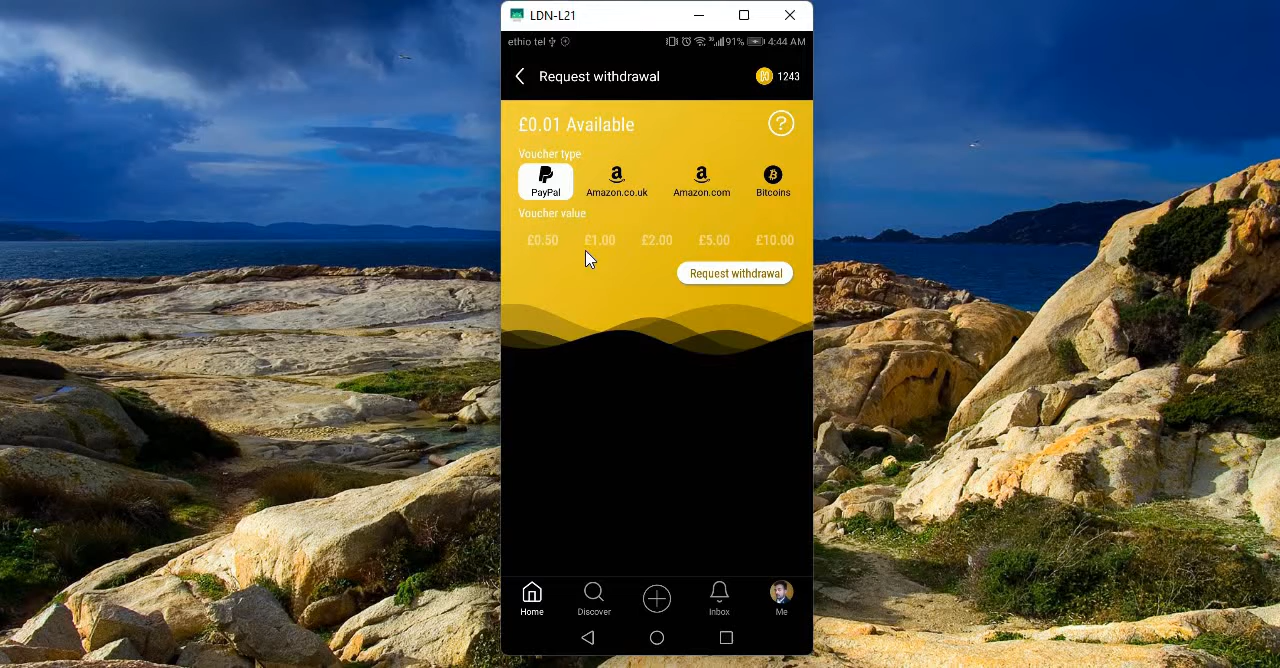 LDN-L21
ethio tel 91% 4:44 AM
Request withdrawal 1243
£0.01 Available ?
Voucher type
PayPal Amazon.co.uk Amazon.com Bitcoins
Voucher value
£0.50 £1.00 £2.00 £5.00 £10.00
Request withdrawal
Home Discover Inbox Me